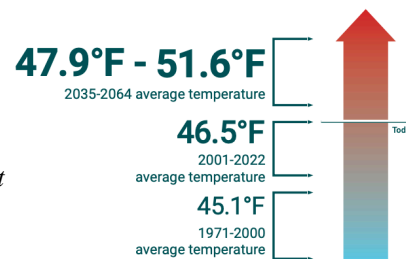 47.9°F - 51.6°F
2035-2064 average temperature
46.5°F
2001-2022
average temperature
45.1°F
1971-2000
average temperature